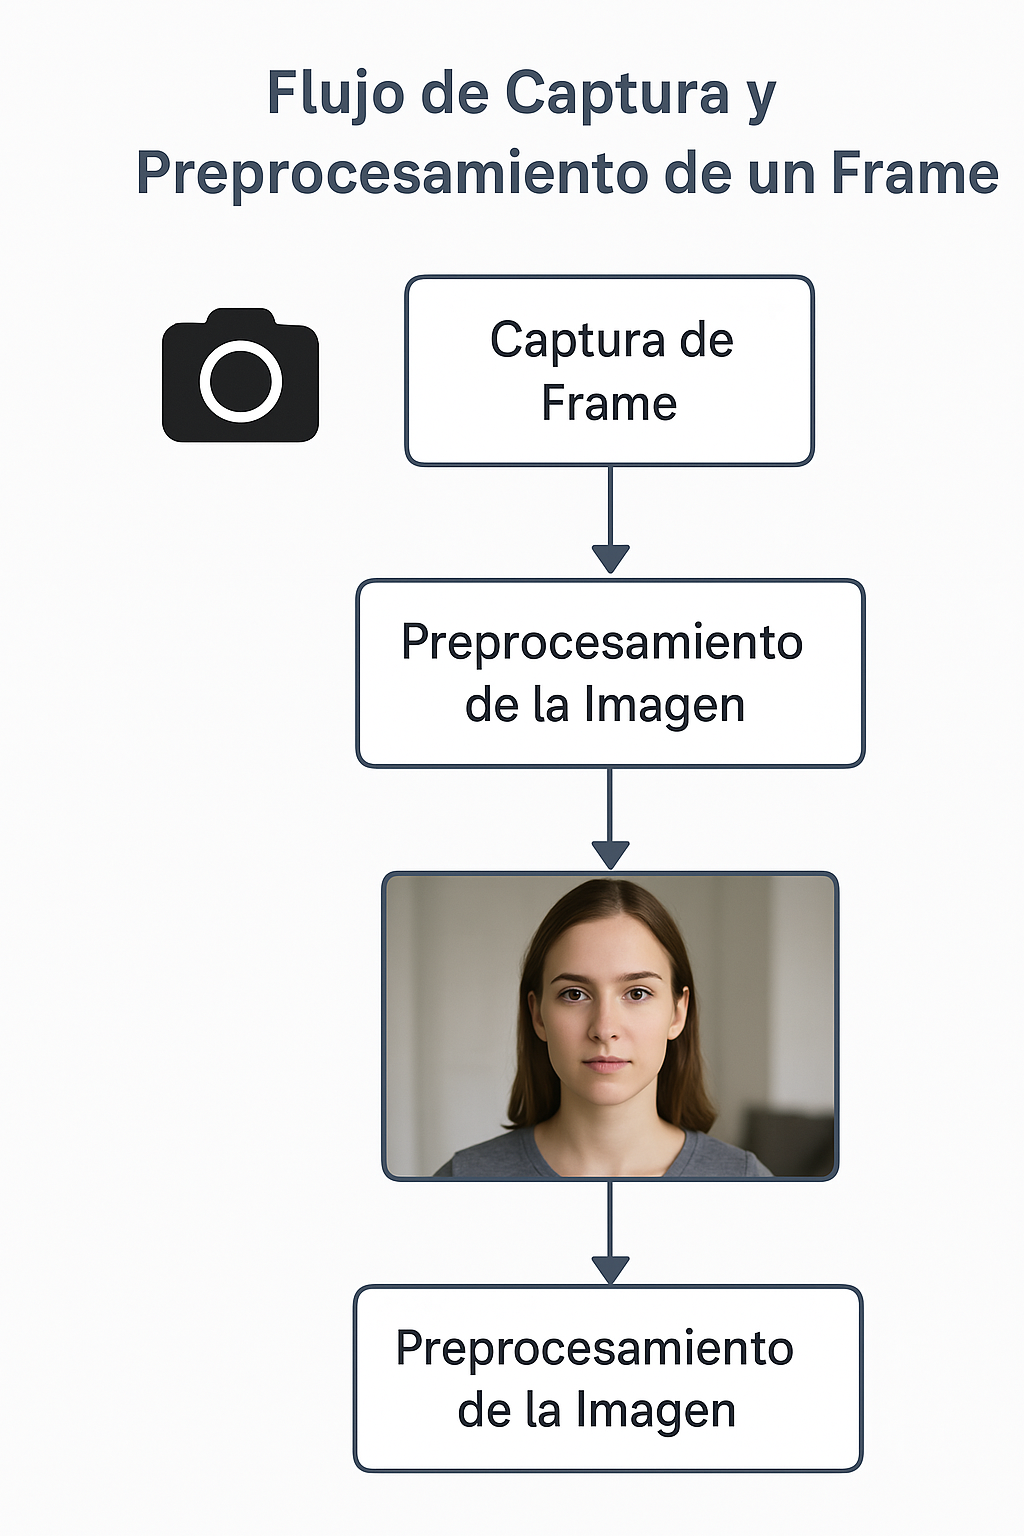 Flujo de Captura y
Preprocesamiento de un Frame
Captura de
Frame
Preprocesamiento
de la Imagen
Preprocesamiento
de la Imagen